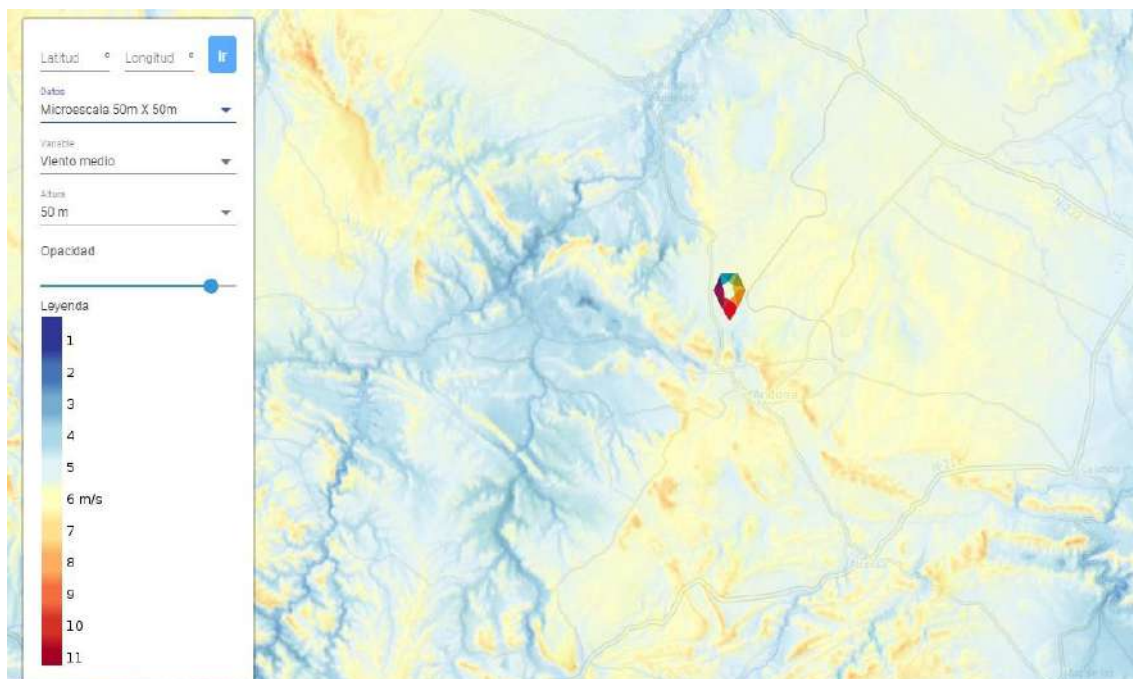 Latitud ° Longitud ° Ir
Datos
Microescala 50m X 50m
Variable
Viento medio
Altura
50 m
Opacidad
Leyenda
1
2
3
4
5
6 m/s
7
8
9
10
11
Andorra